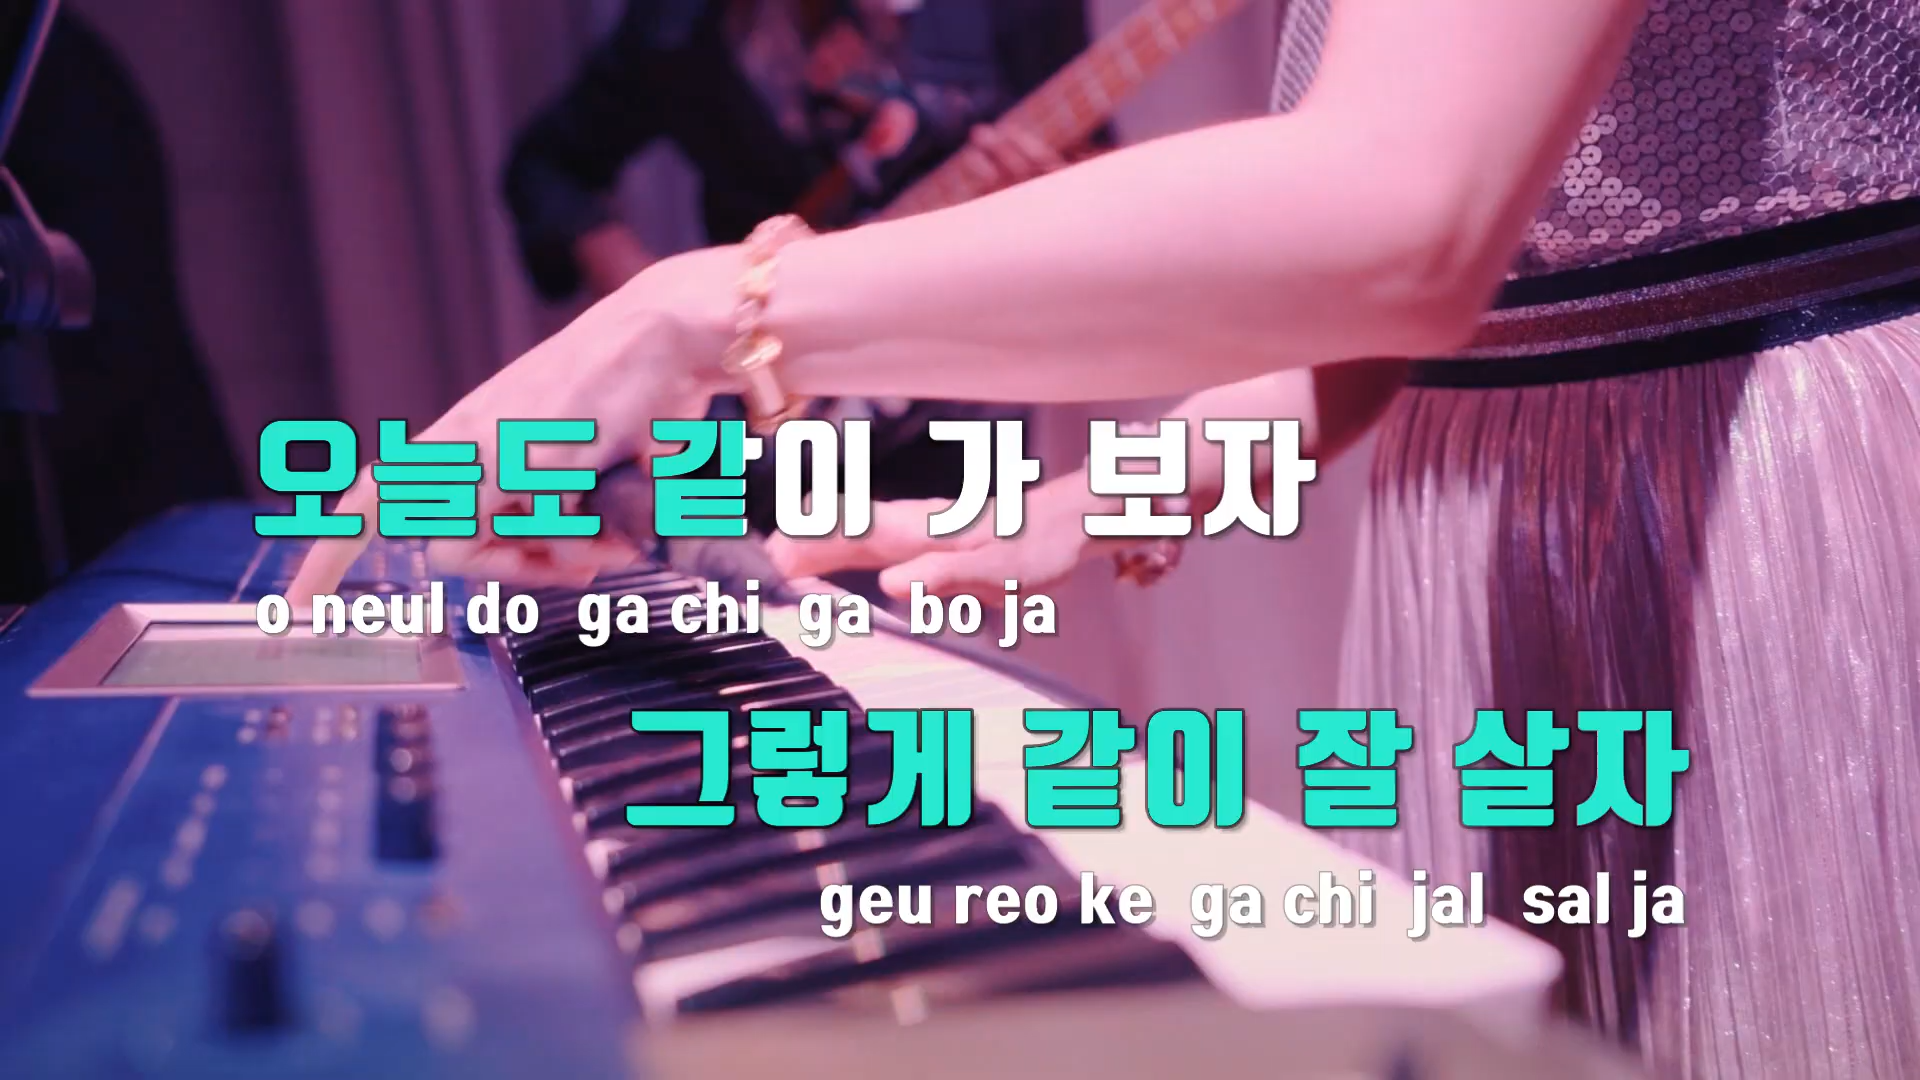 오늘도 같이 가 보자
o neul do ga chi ga bo ja
그렇게 같이 잘 살자
geu reo ke ga chi jal sal ja